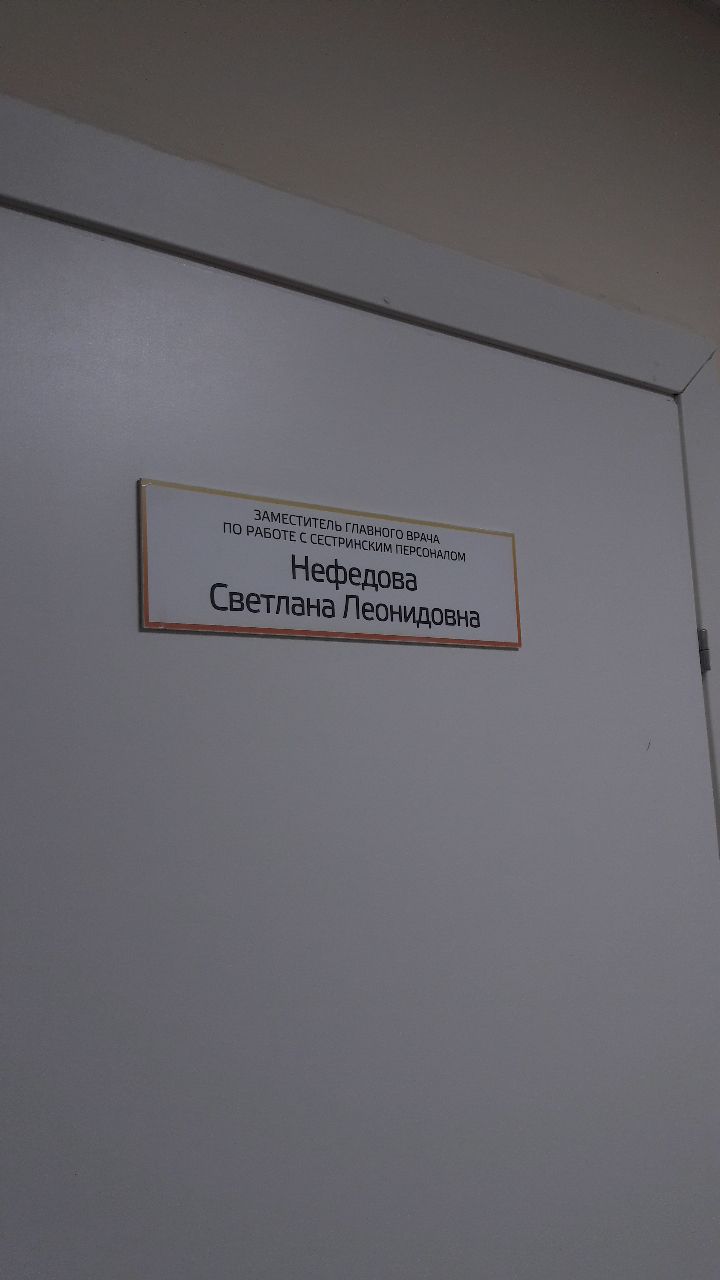 ЗАМЕСТИТЕЛЬ ГЛАВНОГО ВРАЧА
ПО РАБОТЕ С СЕСТРИНСКИМ ПЕРСОНАЛОМ
Нефедова
Светлана Леонидовна